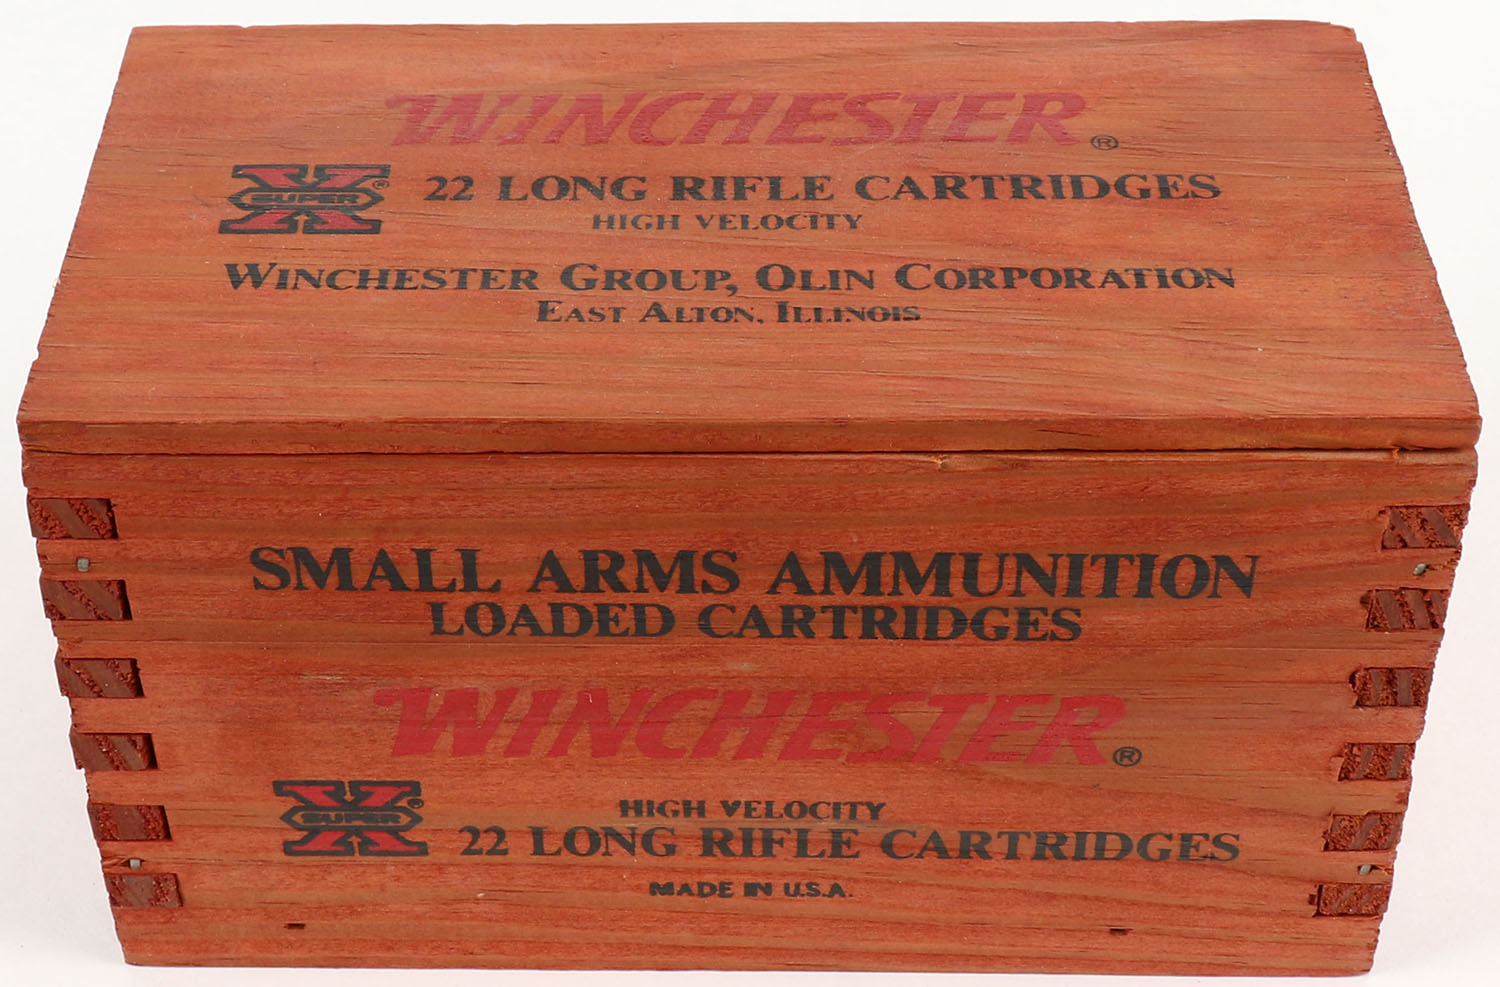 WINCHESTER®
SUPER X® 22 LONG RIFLE CARTRIDGES
HIGH VELOCITY
WINCHESTER GROUP, OLIN CORPORATION
EAST ALTON, ILLINOIS
SMALL ARMS AMMUNITION
LOADED CARTRIDGES
WINCHESTER®
HIGH VELOCITY
SUPER X® 22 LONG RIFLE CARTRIDGES
MADE IN U.S.A.